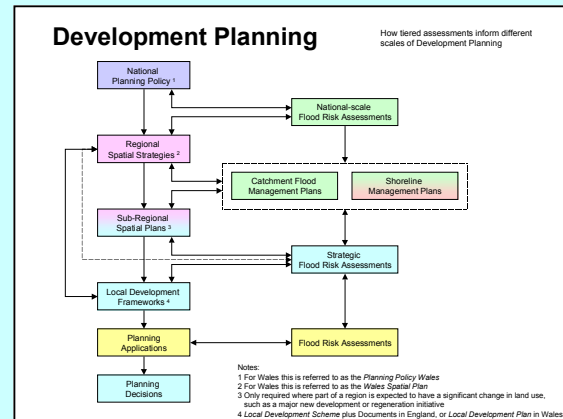 Development Planning
How tiered assessments inform different
scales of Development Planning
National
Planning Policy ¹
National-scale
Flood Risk Assessments
Regional
Spatial Strategies ²
Catchment Flood
Management Plans
Shoreline
Management Plans
Sub-Regional
Spatial Plans ³
Strategic
Flood Risk Assessments
Local Development
Frameworks ⁴
Planning
Applications
Flood Risk Assessments
Planning
Decisions
Notes:
1 For Wales this is referred to as the Planning Policy Wales
2 For Wales this is referred to as the Wales Spatial Plan
3 Only required where part of a region is expected to have a significant change in land use,
such as a major new development or regeneration initiative
4 Local Development Scheme plus Documents in England, or Local Development Plan in Wales